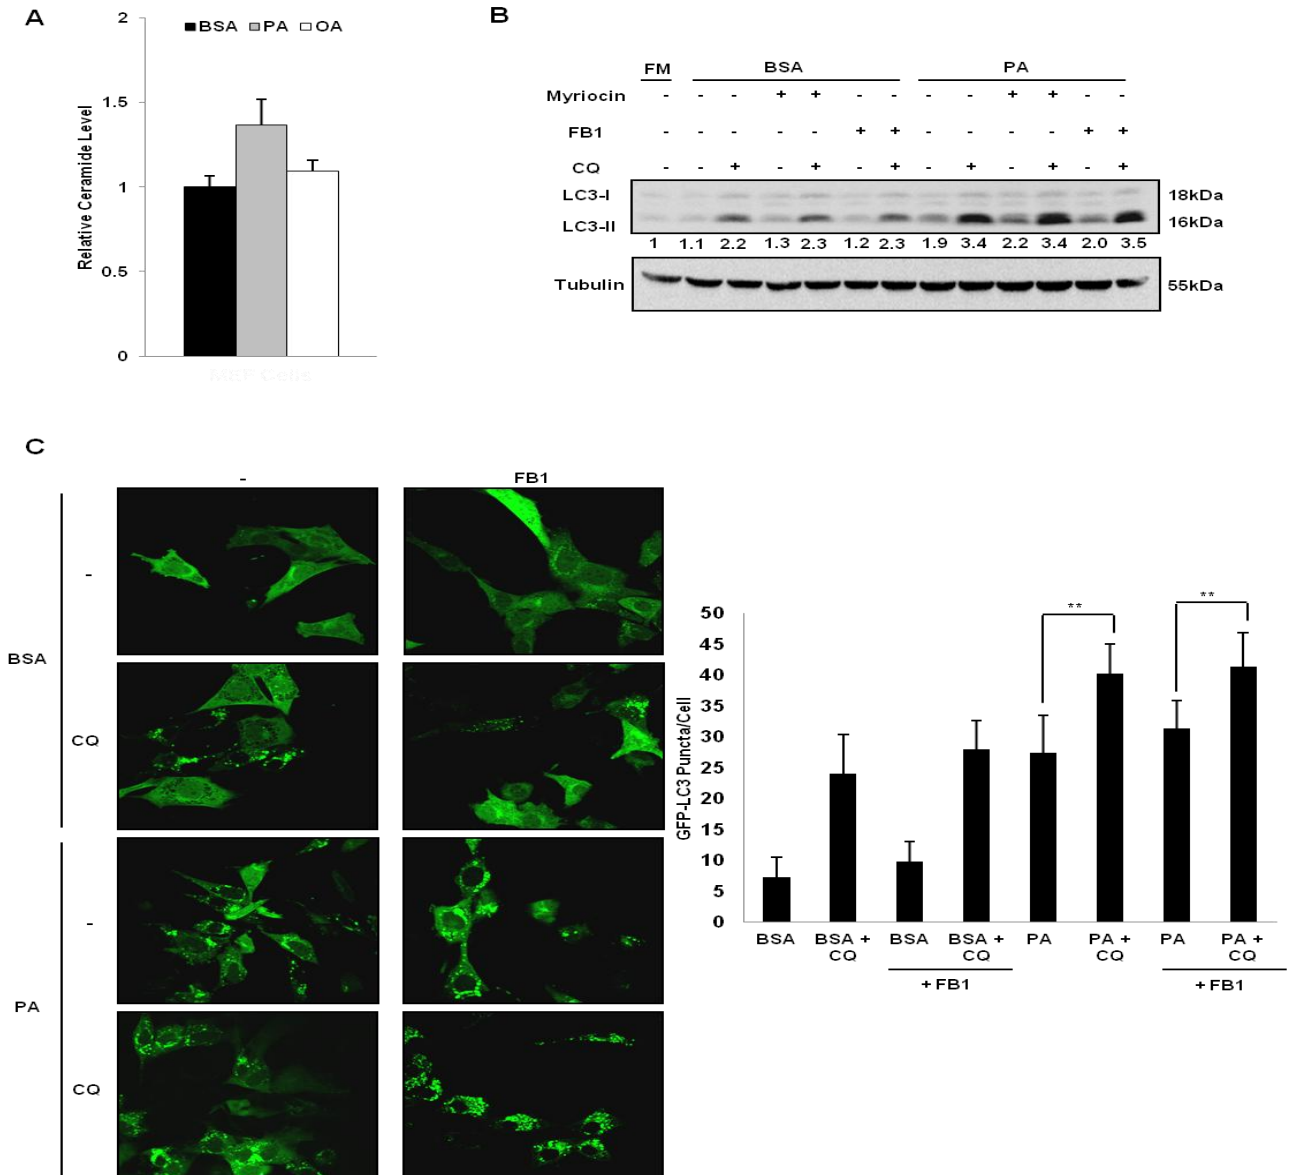 A
2
BSA PA OA
1.5
1
0.5
0
Relative Ceramide Level
MEF Cells
B
FM BSA PA
Myriocin - - - + + - - - - + + - -
FB1 - - - - - + + - - - - + +
CQ - - + - + - + - + - + - +
LC3-I 18kDa
LC3-II 16kDa
1 1.1 2.2 1.3 2.3 1.2 2.3 1.9 3.4 2.2 3.4 2.0 3.5
Tubulin 55kDa
C
- FB1
BSA
-
CQ
PA
-
CQ
GFP-LC3 Puncta/Cell
50
45
40
35
30
25
20
15
10
5
0
** **
BSA BSA + CQ BSA BSA + CQ PA PA + CQ PA PA + CQ
+ FB1 + FB1